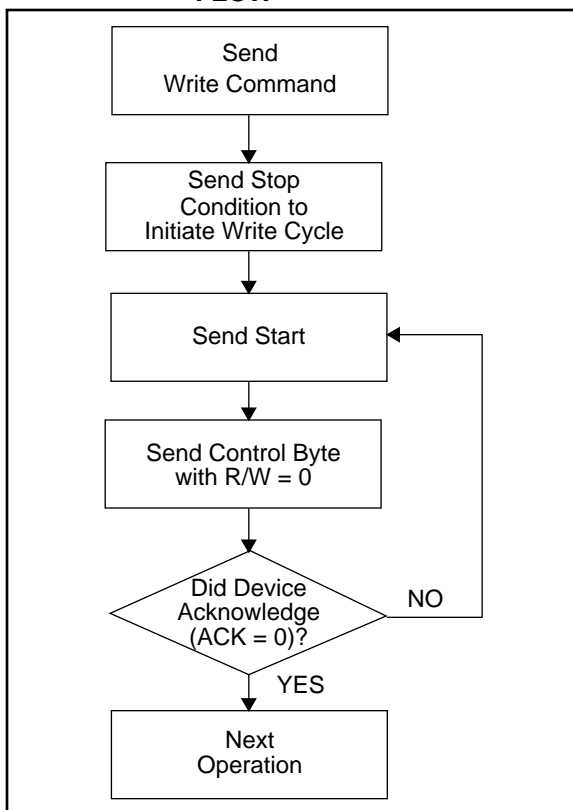 FLOW
Send
Write Command
Send Stop
Condition to
Initiate Write Cycle
Send Start
Send Control Byte
with R/W = 0
Did Device
Acknowledge
(ACK = 0)?
NO
YES
Next
Operation